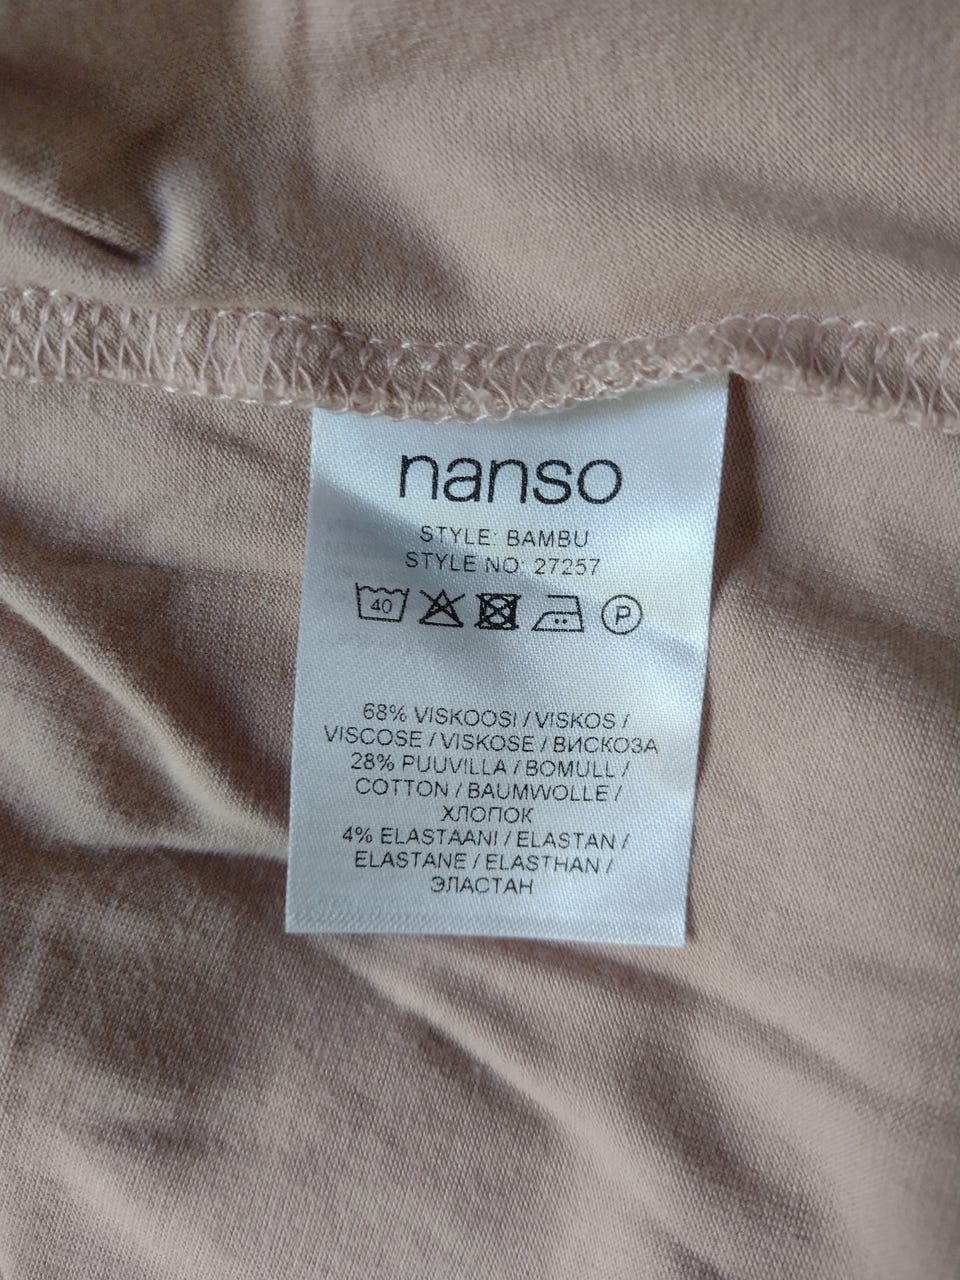 nanso
STYLE: BAMBU
STYLE NO: 27257
40 P
68% VISKOOSI / VISKOS /
VISCOSE / VISKOSE / ВИСКОЗА
28% PUUVILLA / BOMULL /
COTTON / BAUMWOLLE /
ХЛОПОК
4% ELASTAANI / ELASTAN /
ELASTANE / ELASTHAN /
ЭЛАСТАН